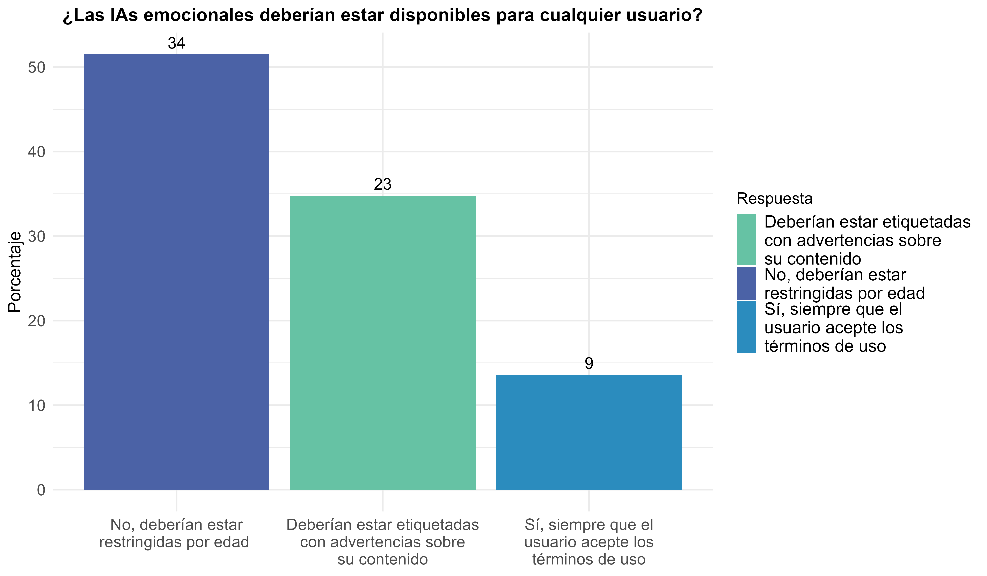 ¿Las IAs emocionales deberían estar disponibles para cualquier usuario?
34
50
40
23
Respuesta
Deberían estar etiquetadas
con advertencias sobre
su contenido
No, deberían estar
restringidas por edad
Sí, siempre que el
usuario acepte los
términos de uso
Porcentaje
30
20
9
10
0
No, deberían estar
restringidas por edad
Deberían estar etiquetadas
con advertencias sobre
su contenido
Sí, siempre que el
usuario acepte los
términos de uso